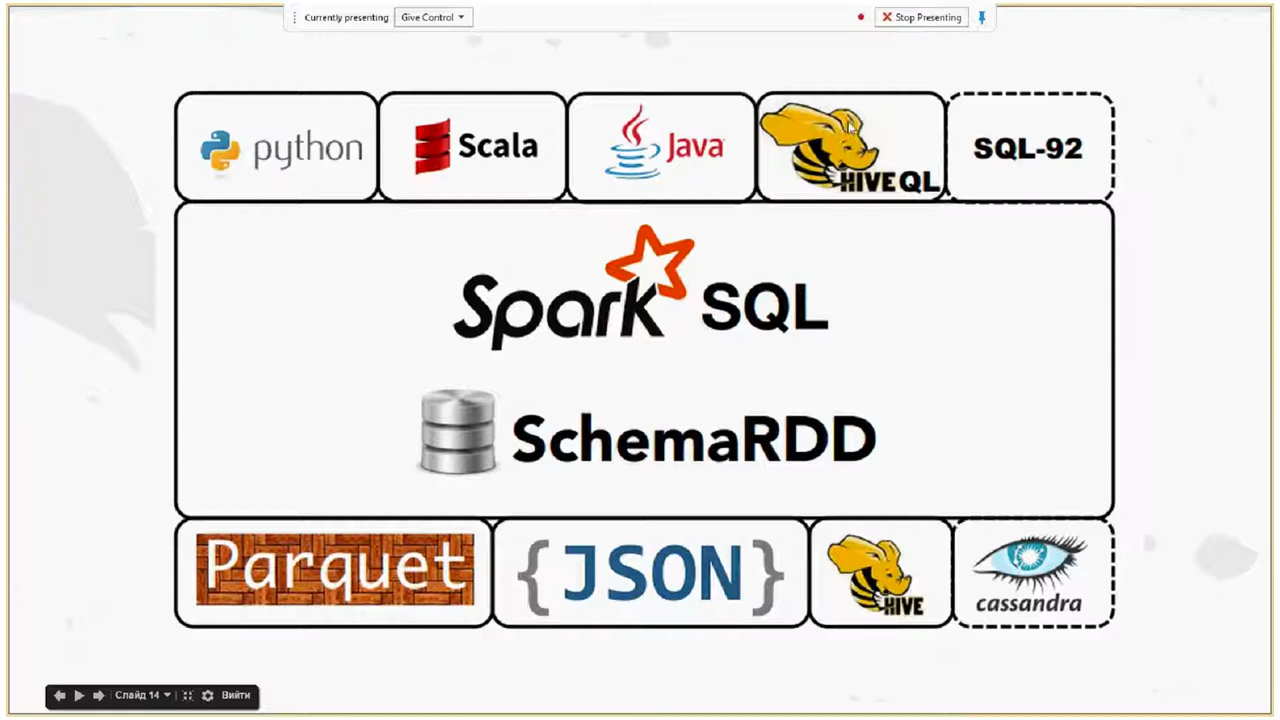 Currently presenting Give Control Stop Presenting
python Scala Java HIVE QL SQL-92
Spark SQL
SchemaRDD
Parquet {JSON} HIVE cassandra
Слайд 14 Вийти